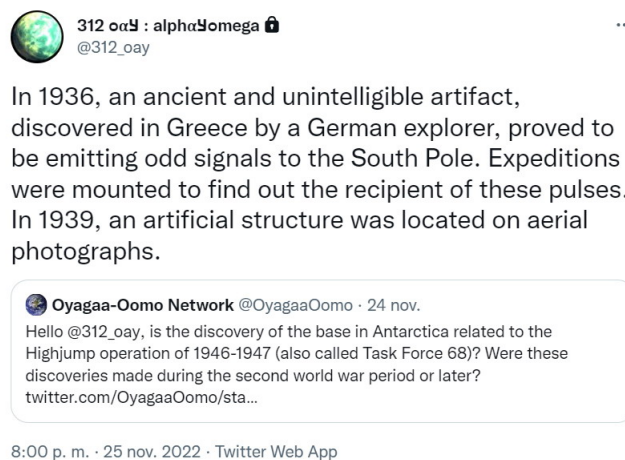 312 oαყ : alphαყomega 🔒
@312_oay
In 1936, an ancient and unintelligible artifact,
discovered in Greece by a German explorer, proved to
be emitting odd signals to the South Pole. Expeditions
were mounted to find out the recipient of these pulses.
In 1939, an artificial structure was located on aerial
photographs.
Oyagaa-Oomo Network @OyagaaOomo · 24 nov.
Hello @312_oay, is the discovery of the base in Antarctica related to the
Highjump operation of 1946-1947 (also called Task Force 68)? Were these
discoveries made during the second world war period or later?
twitter.com/OyagaaOomo/sta...
8:00 p. m. · 25 nov. 2022 · Twitter Web App